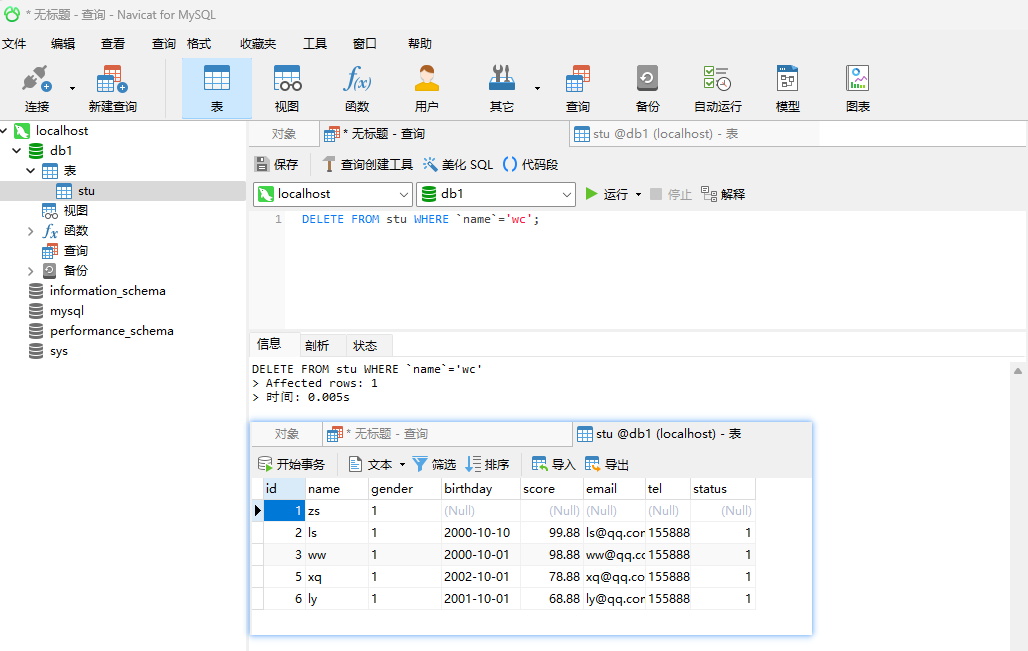 * 无标题 - 查询 - Navicat for MySQL
文件 编辑 查看 查询 格式 收藏夹 工具 窗口 帮助
连接 新建查询 表 视图 函数 用户 其它 查询 备份 自动运行 模型 图表
localhost
db1
表
stu
视图
函数
查询
备份
information_schema
mysql
performance_schema
sys
对象 * 无标题 - 查询 stu @db1 (localhost) - 表
保存 查询创建工具 美化 SQL 代码段
localhost db1 运行 停止 解释
1 DELETE FROM stu WHERE `name`='wc';
信息 剖析 状态
DELETE FROM stu WHERE `name`='wc'
> Affected rows: 1
> 时间: 0.005s
对象 * 无标题 - 查询 stu @db1 (localhost) - 表
开始事务 文本 筛选 排序 导入 导出
id name gender birthday score email tel status
1 zs 1 (Null) (Null) (Null) (Null) (Null)
2 ls 1 2000-10-10 99.88 ls@qq.cor 155888 1
3 ww 1 2000-10-01 98.88 ww@qq.cc 155888 1
5 xq 1 2002-10-01 78.88 xq@qq.co 155888 1
6 ly 1 2001-10-01 68.88 ly@qq.cor 155888 1